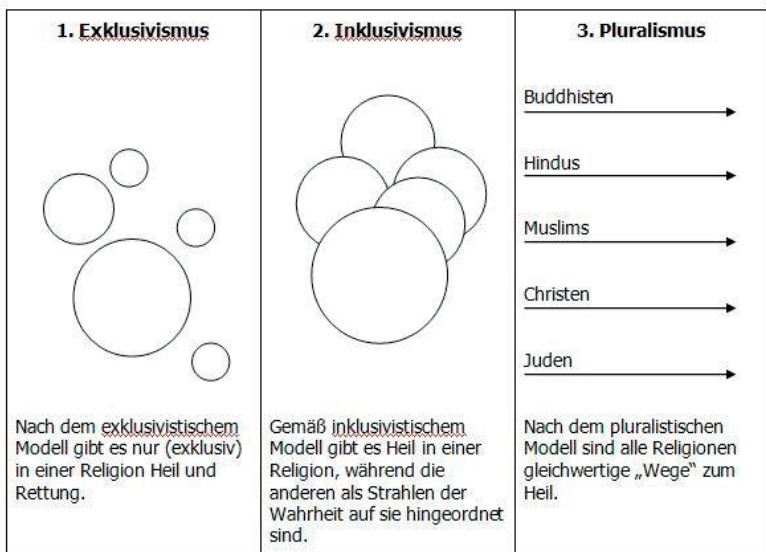 1. Exklusivismus
Nach dem exklusivistischem
Modell gibt es nur (exklusiv)
in einer Religion Heil und
Rettung.
2. Inklusivismus
Gemäß inklusivistischem
Modell gibt es Heil in einer
Religion, während die
anderen als Strahlen der
Wahrheit auf sie hingeordnet
sind.
3. Pluralismus
Buddhisten
Hindus
Muslims
Christen
Juden
Nach dem pluralistischen
Modell sind alle Religionen
gleichwertige „Wege“ zum
Heil.